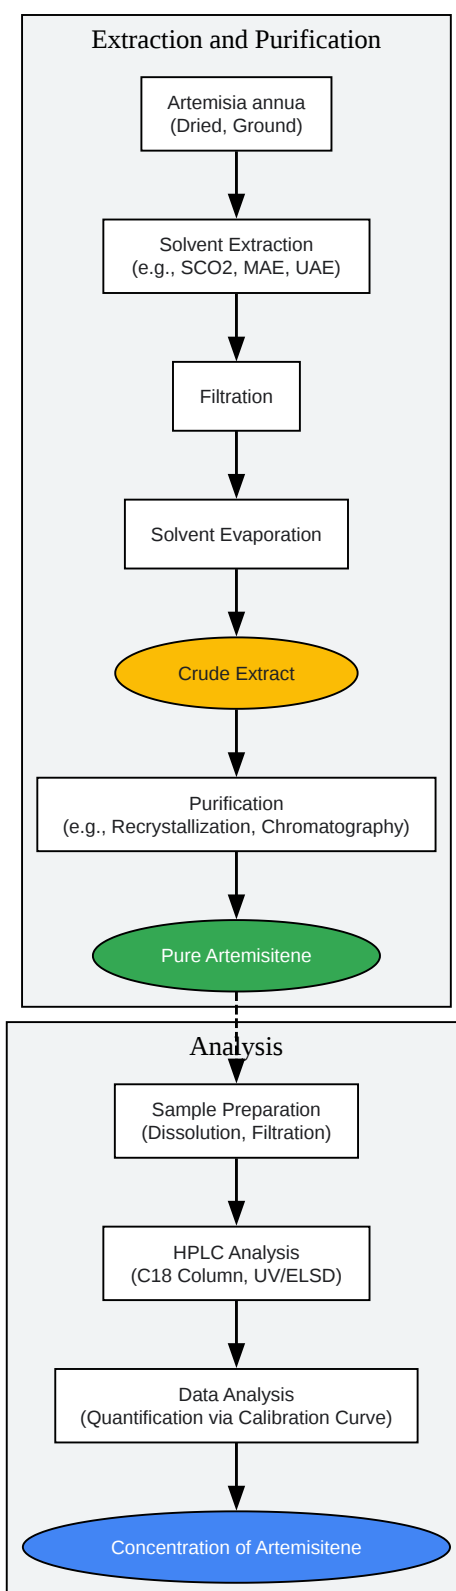 Extraction and Purification
Artemisia annua
(Dried, Ground)
Solvent Extraction
(e.g., SCO2, MAE, UAE)
Filtration
Solvent Evaporation
Crude Extract
Purification
(e.g., Recrystallization, Chromatography)
Pure Artemisitene
Analysis
Sample Preparation
(Dissolution, Filtration)
HPLC Analysis
(C18 Column, UV/ELSD)
Data Analysis
(Quantification via Calibration Curve)
Concentration of Artemisitene